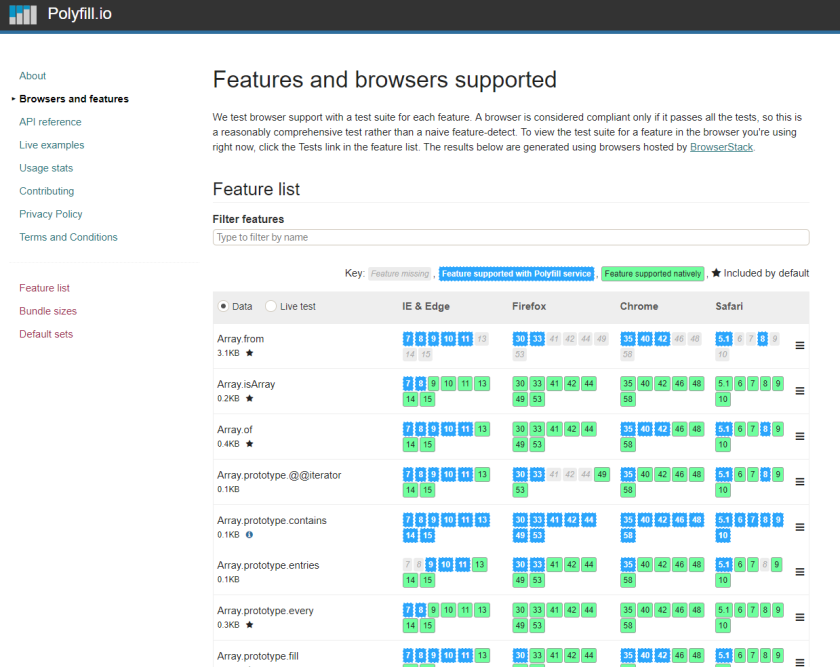 Polyfill.io
About
Browsers and features
API reference
Live examples
Usage stats
Contributing
Privacy Policy
Terms and Conditions
Feature list
Bundle sizes
Default sets
Features and browsers supported
We test browser support with a test suite for each feature. A browser is considered compliant only if it passes all the tests, so this is
a reasonably comprehensive test rather than a naive feature-detect. To view the test suite for a feature in the browser you're using
right now, click the Tests link in the feature list. The results below are generated using browsers hosted by BrowserStack.
Feature list
Filter features
Type to filter by name
Key: Feature missing , Feature supported with Polyfill service , Feature supported natively , ★ Included by default
Data Live test IE & Edge Firefox Chrome Safari
Array.from 7 8 9 10 11 13 30 33 41 42 44 49 35 40 42 46 48 5.1 6 7 8 9
3.1KB ★ 14 15 53 58 10
Array.isArray 7 8 9 10 11 13 30 33 41 42 44 35 40 42 46 48 5.1 6 7 8 9
0.2KB ★ 14 15 49 53 58 10
Array.of 7 8 9 10 11 13 30 33 41 42 44 35 40 42 46 48 5.1 6 7 8 9
0.4KB ★ 14 15 49 53 58 10
Array.prototype.@@iterator 7 8 9 10 11 13 30 33 41 42 44 49 35 40 42 46 48 5.1 6 7 8 9
0.1KB 14 15 53 58 10
Array.prototype.contains 7 8 9 10 11 13 30 33 41 42 44 35 40 42 46 48 5.1 6 7 8 9
0.1KB 14 15 49 53 58 10
Array.prototype.entries 7 8 9 10 11 13 30 33 41 42 44 35 40 42 46 48 5.1 6 7 8 9
0.1KB 14 15 49 53 58 10
Array.prototype.every 7 8 9 10 11 13 30 33 41 42 44 35 40 42 46 48 5.1 6 7 8 9
0.3KB ★ 14 15 49 53 58 10
Array.prototype.fill 7 8 9 10 11 13 30 33 41 42 44 35 40 42 46 48 5.1 6 7 8 9